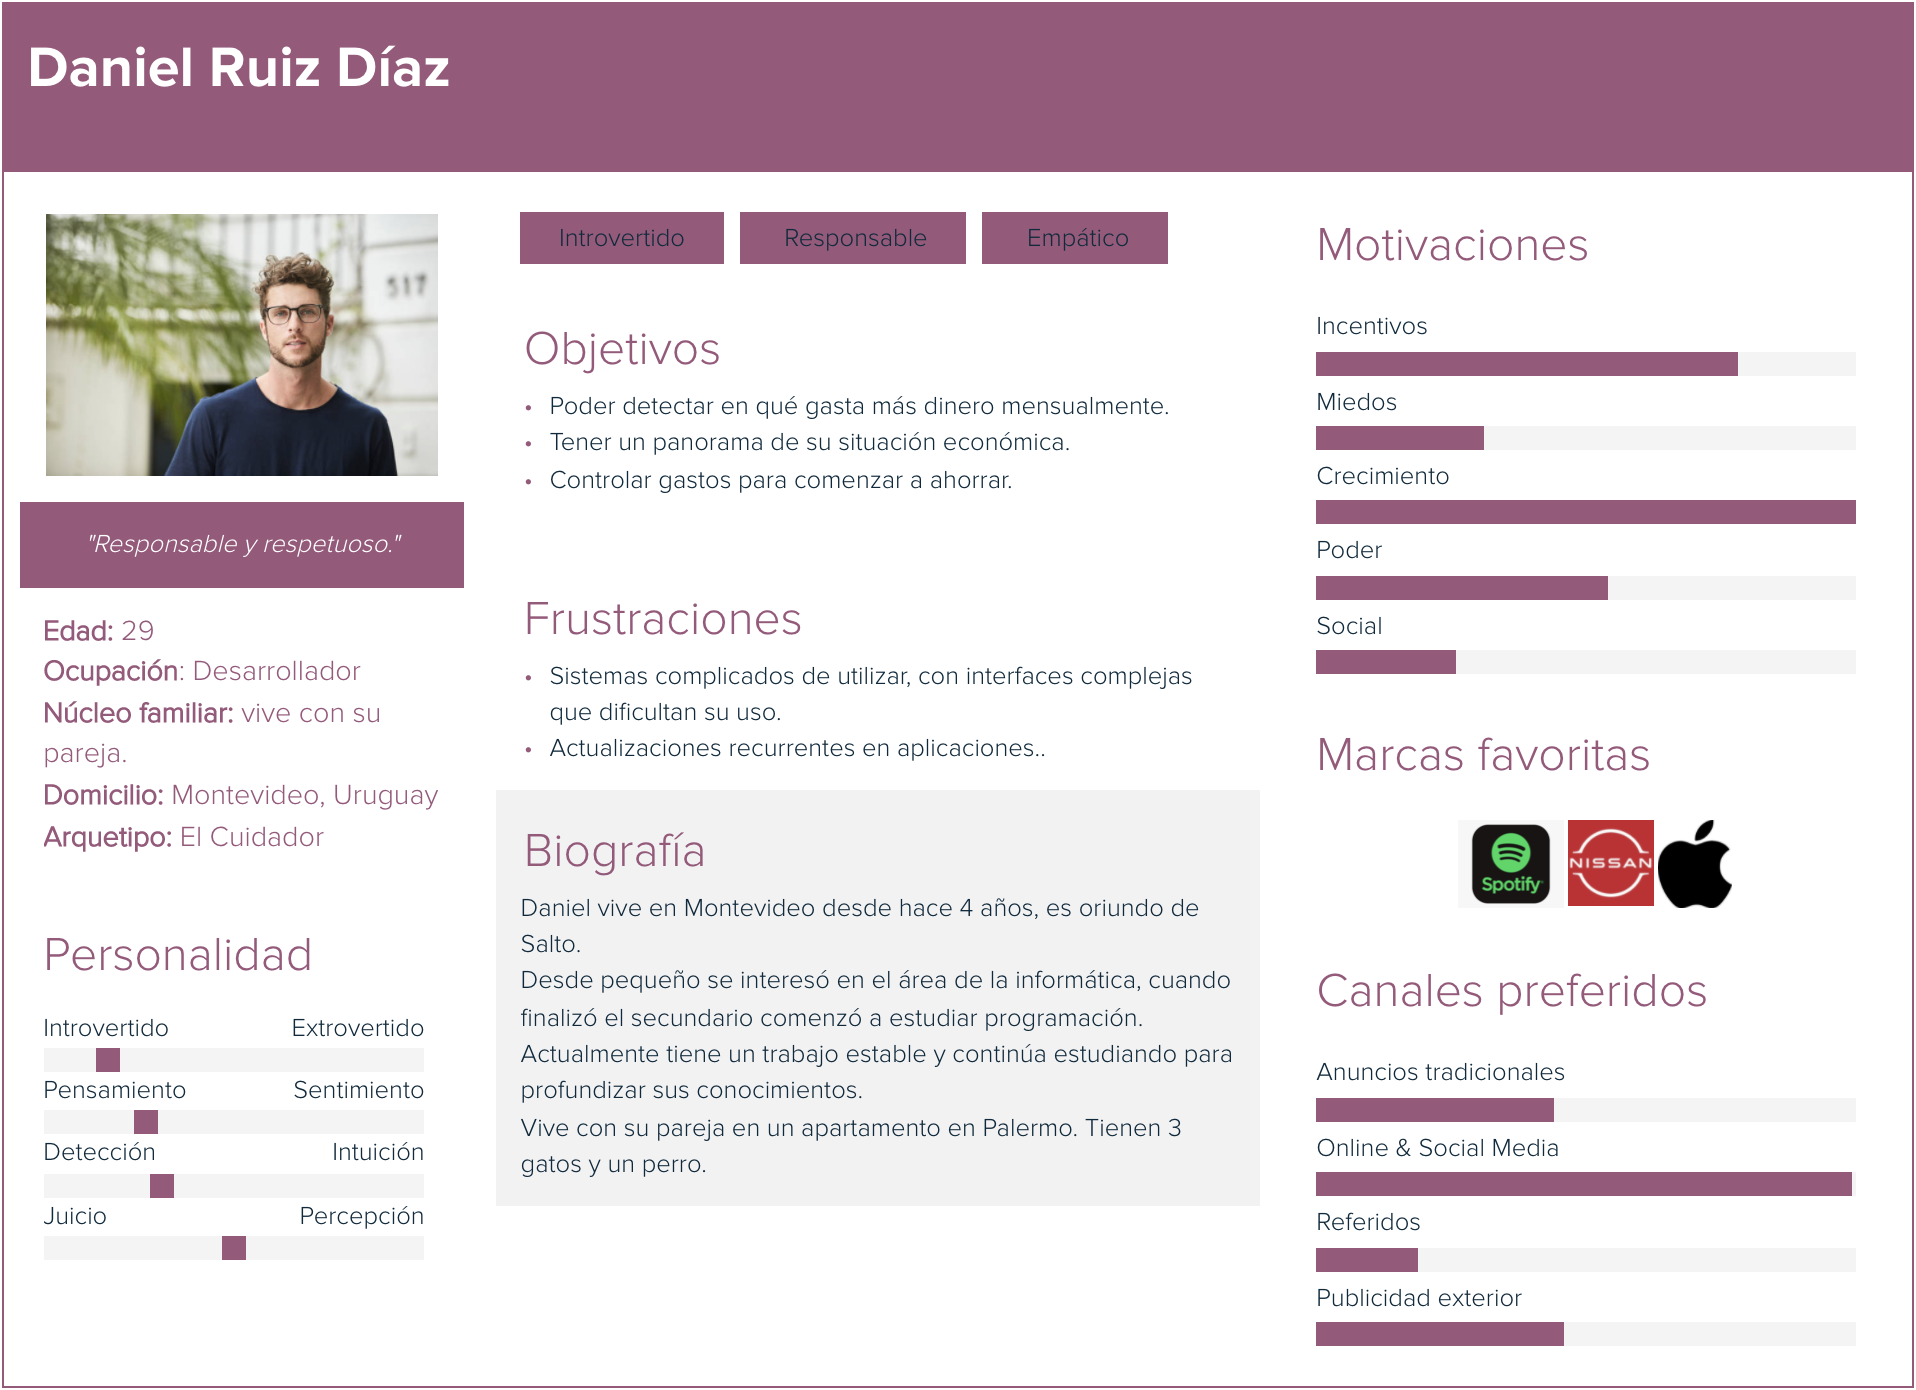 Daniel Ruiz Díaz
517
"Responsable y respetuoso."
Edad: 29
Ocupación: Desarrollador
Núcleo familiar: vive con su
pareja.
Domicilio: Montevideo, Uruguay
Arquetipo: El Cuidador
Personalidad
Introvertido Extrovertido
Pensamiento Sentimiento
Detección Intuición
Juicio Percepción
Introvertido Responsable Empático
Objetivos
• Poder detectar en qué gasta más dinero mensualmente.
• Tener un panorama de su situación económica.
• Controlar gastos para comenzar a ahorrar.
Frustraciones
• Sistemas complicados de utilizar, con interfaces complejas
que dificultan su uso.
• Actualizaciones recurrentes en aplicaciones..
Biografía
Daniel vive en Montevideo desde hace 4 años, es oriundo de
Salto.
Desde pequeño se interesó en el área de la informática, cuando
finalizó el secundario comenzó a estudiar programación.
Actualmente tiene un trabajo estable y continúa estudiando para
profundizar sus conocimientos.
Vive con su pareja en un apartamento en Palermo. Tienen 3
gatos y un perro.
Motivaciones
Incentivos
Miedos
Crecimiento
Poder
Social
Marcas favoritas
Spotify
NISSAN
Canales preferidos
Anuncios tradicionales
Online & Social Media
Referidos
Publicidad exterior